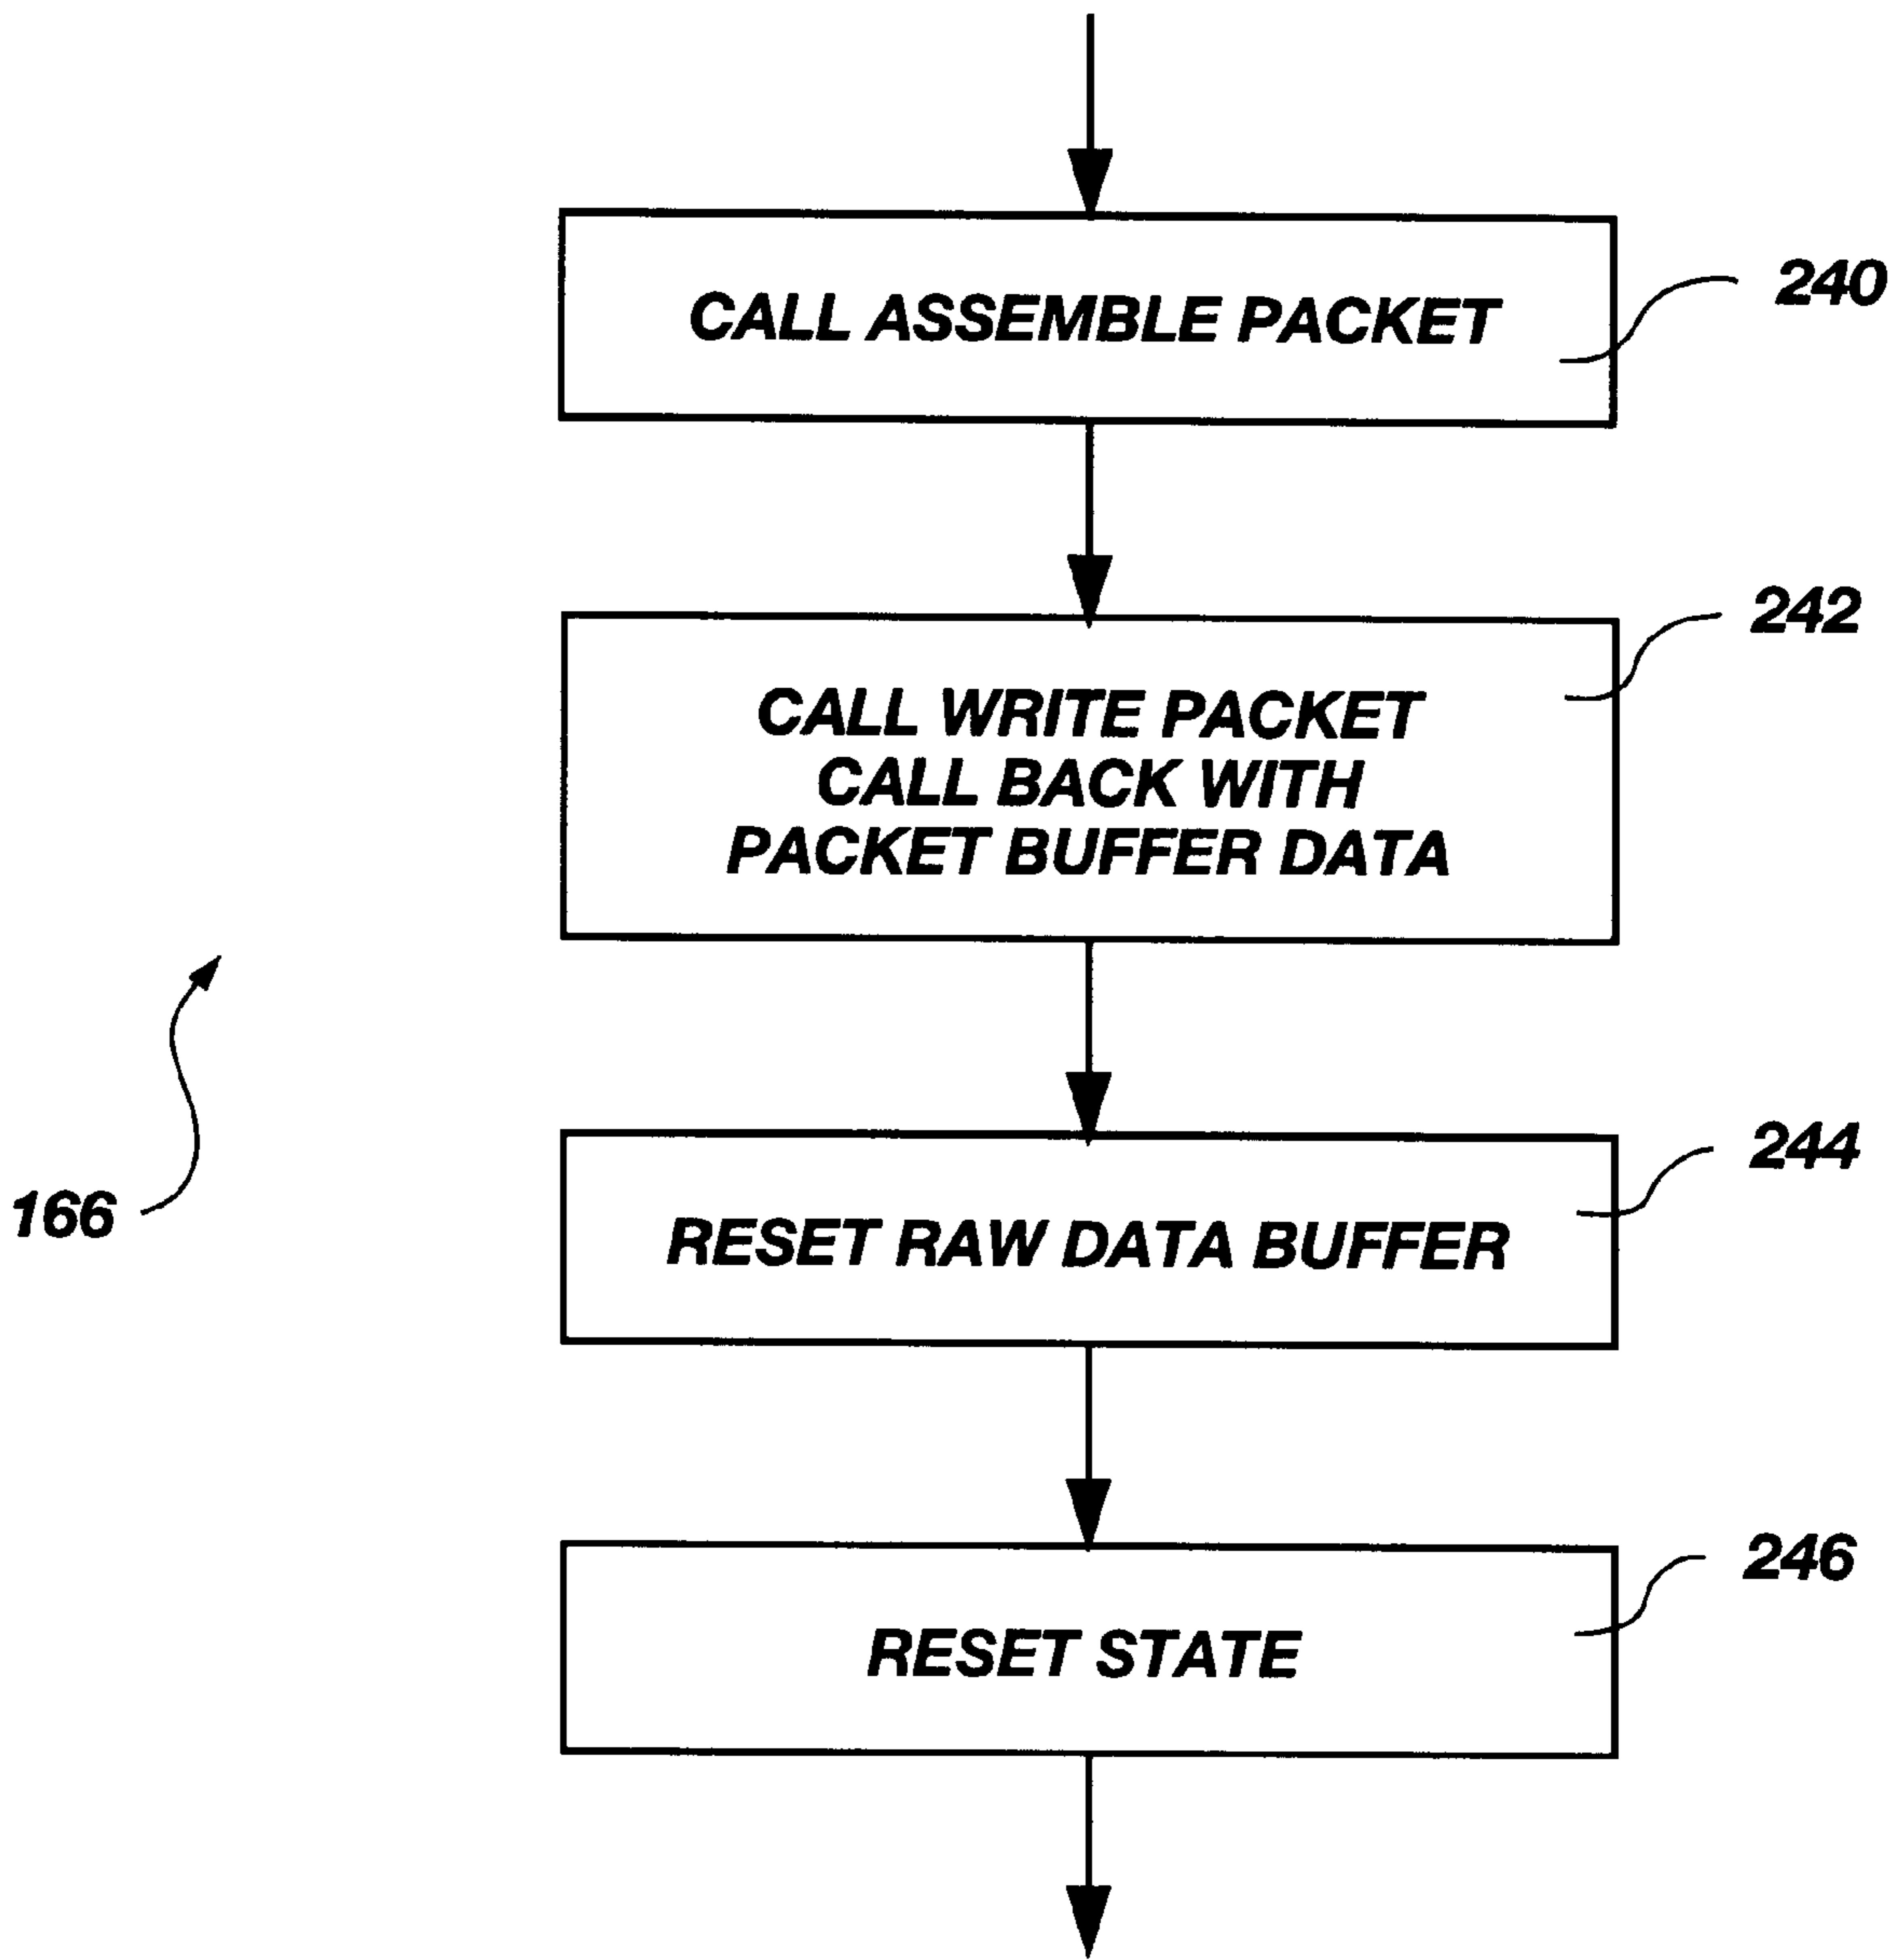 CALL ASSEMBLE PACKET
240
242
CALL WRITE PACKET
CALL BACK WITH
PACKET BUFFER DATA
244
166
RESET RAW DATA BUFFER
246
RESET STATE